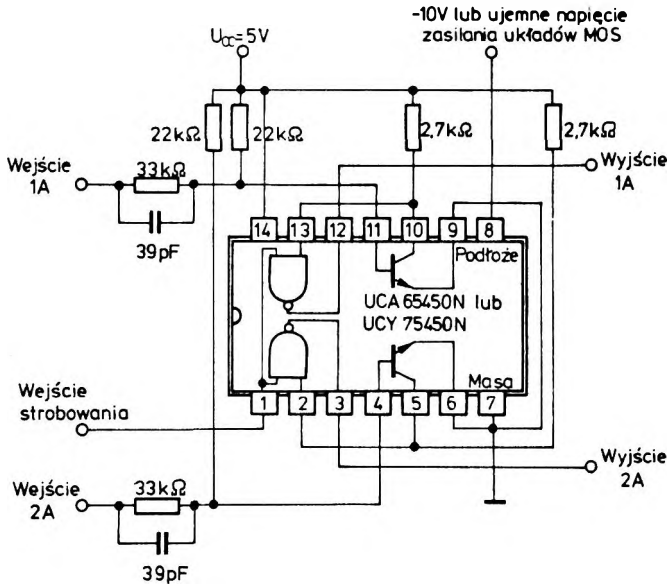 -10V lub ujemne napięcie
zasilania układów MOS
U_CC=5V
22kΩ
22kΩ
2,7kΩ
2,7kΩ
Wejście
1A
33kΩ
39pF
Wyjście
1A
14
13
12
11
10
9
8
Podłoże
UCA 65450N lub
UCY 75450N
Masa
Wejście
strobowania
1
2
3
4
5
6
7
Wejście
2A
33kΩ
39pF
Wyjście
2A